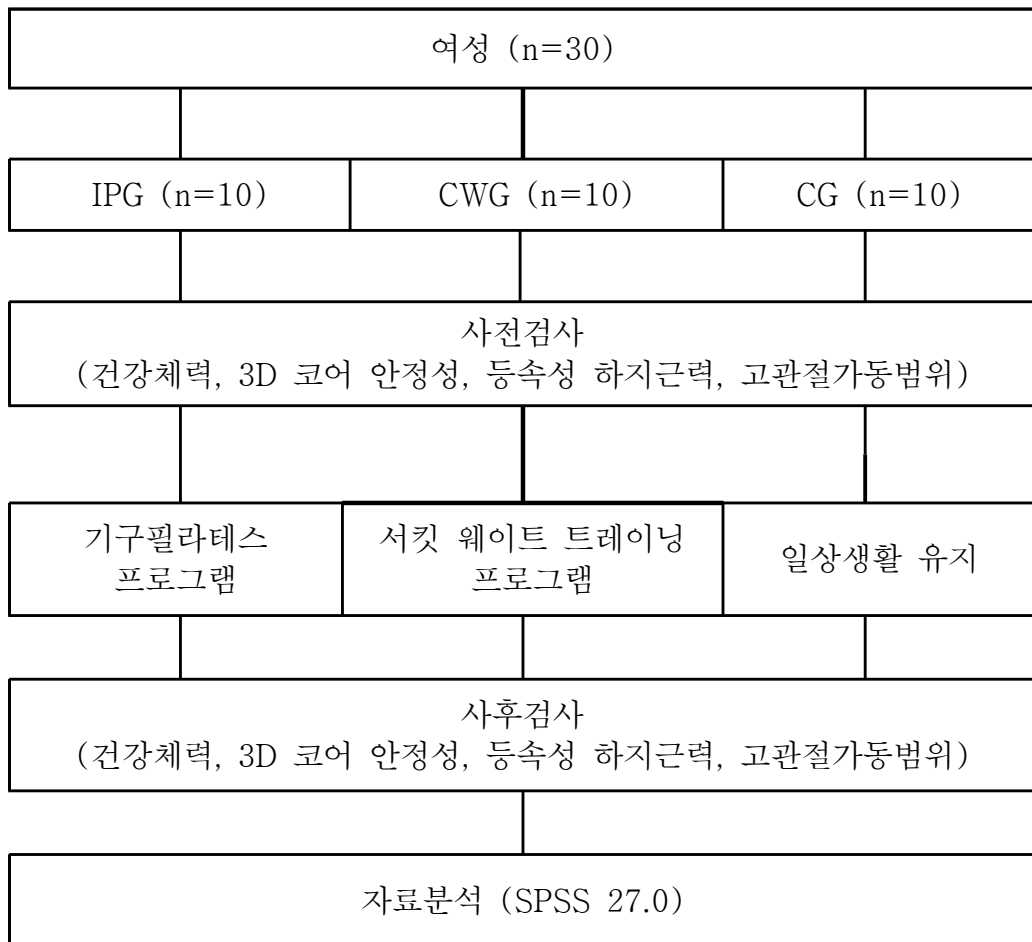 여성 (n=30)
IPG (n=10)
CWG (n=10)
CG (n=10)
사전검사
(건강체력, 3D 코어 안정성, 등속성 하지근력, 고관절가동범위)
기구필라테스
프로그램
서킷 웨이트 트레이닝
프로그램
일상생활 유지
사후검사
(건강체력, 3D 코어 안정성, 등속성 하지근력, 고관절가동범위)
자료분석 (SPSS 27.0)